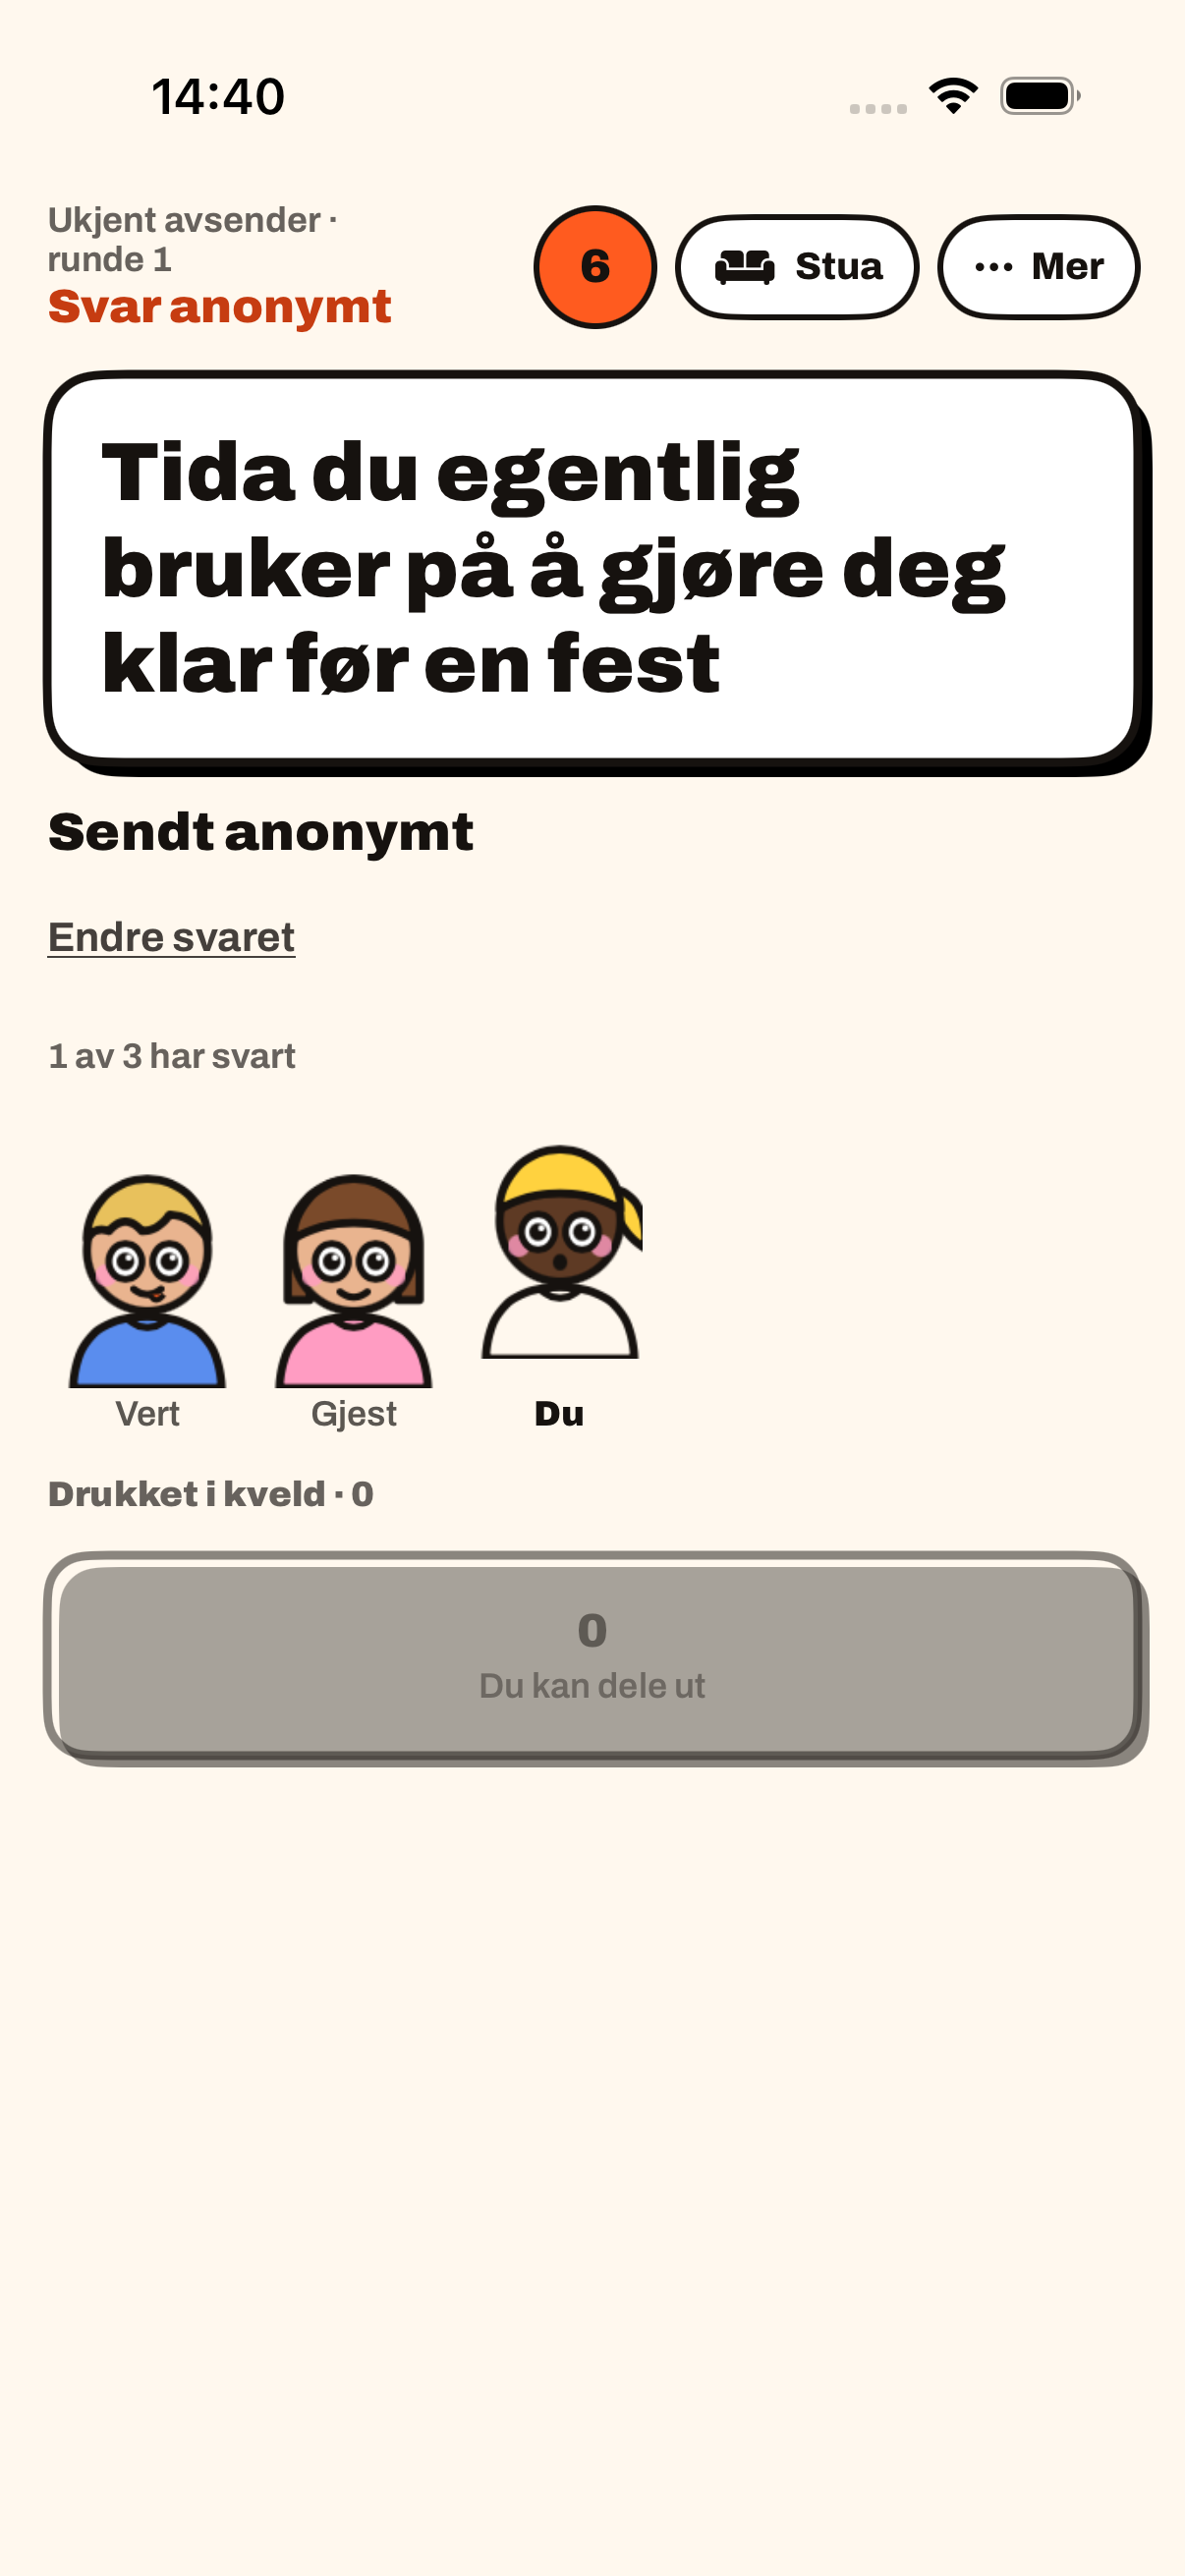 14:40
Ukjent avsender ·
runde 1
Svar anonymt
6
Stua
··· Mer
Tida du egentlig
bruker på å gjøre deg
klar før en fest
Sendt anonymt
Endre svaret
1 av 3 har svart
Vert
Gjest
Du
Drukket i kveld · 0
0
Du kan dele ut